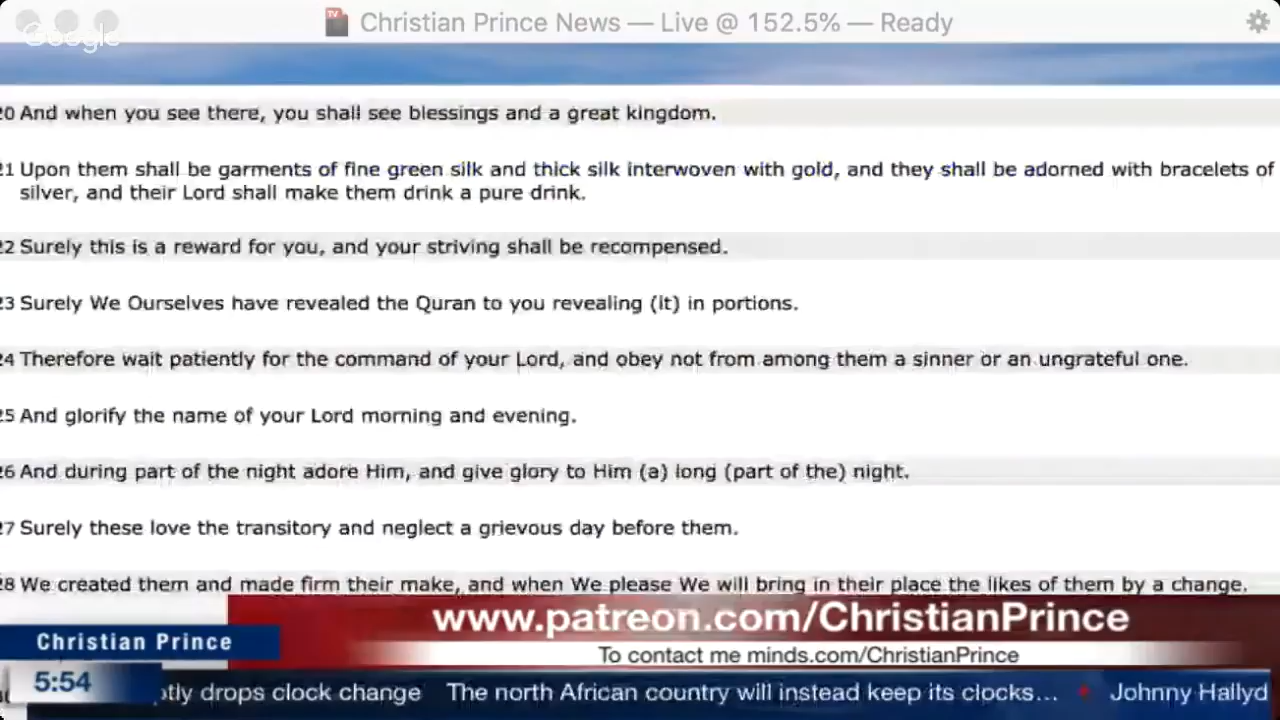 Christian Prince News — Live @ 152.5% — Ready
Google
20 And when you see there, you shall see blessings and a great kingdom.
21 Upon them shall be garments of fine green silk and thick silk interwoven with gold, and they shall be adorned with bracelets of
silver, and their Lord shall make them drink a pure drink.
22 Surely this is a reward for you, and your striving shall be recompensed.
23 Surely We Ourselves have revealed the Quran to you revealing (it) in portions.
24 Therefore wait patiently for the command of your Lord, and obey not from among them a sinner or an ungrateful one.
25 And glorify the name of your Lord morning and evening.
26 And during part of the night adore Him, and give glory to Him (a) long (part of the) night.
27 Surely these love the transitory and neglect a grievous day before them.
28 We created them and made firm their make, and when We please We will bring in their place the likes of them by a change.
www.patreon.com/ChristianPrince
Christian Prince
To contact me minds.com/ChristianPrince
5:54
tly drops clock change The north African country will instead keep its clocks... • Johnny Hallyd